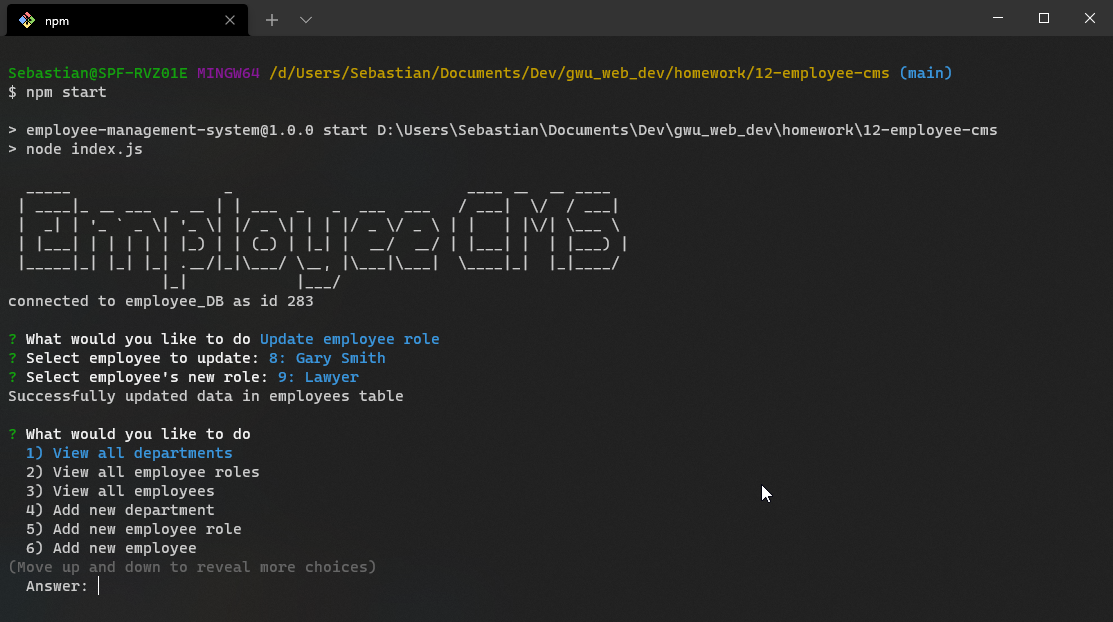 npm
Sebastian@SPF-RVZ01E MINGW64 /d/Users/Sebastian/Documents/Dev/gwu_web_dev/homework/12-employee-cms (main)
$ npm start
> employee-management-system@1.0.0 start D:\Users\Sebastian\Documents\Dev\gwu_web_dev\homework\12-employee-cms
> node index.js
Employee CMS
connected to employee_DB as id 283
? What would you like to do Update employee role
? Select employee to update: 8: Gary Smith
? Select employee's new role: 9: Lawyer
Successfully updated data in employees table
? What would you like to do
1) View all departments
2) View all employee roles
3) View all employees
4) Add new department
5) Add new employee role
6) Add new employee
(Move up and down to reveal more choices)
Answer: